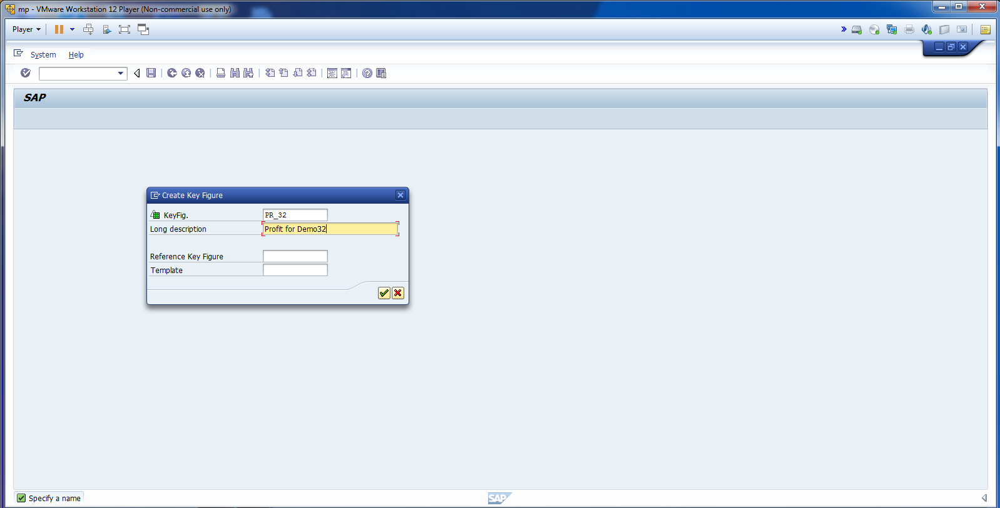 mp - VMware Workstation 12 Player (Non-commercial use only)
Player
System Help
SAP
Create Key Figure
KeyFig. PR_32
Long description Profit for Demo32
Reference Key Figure
Template
Specify a name
SAP